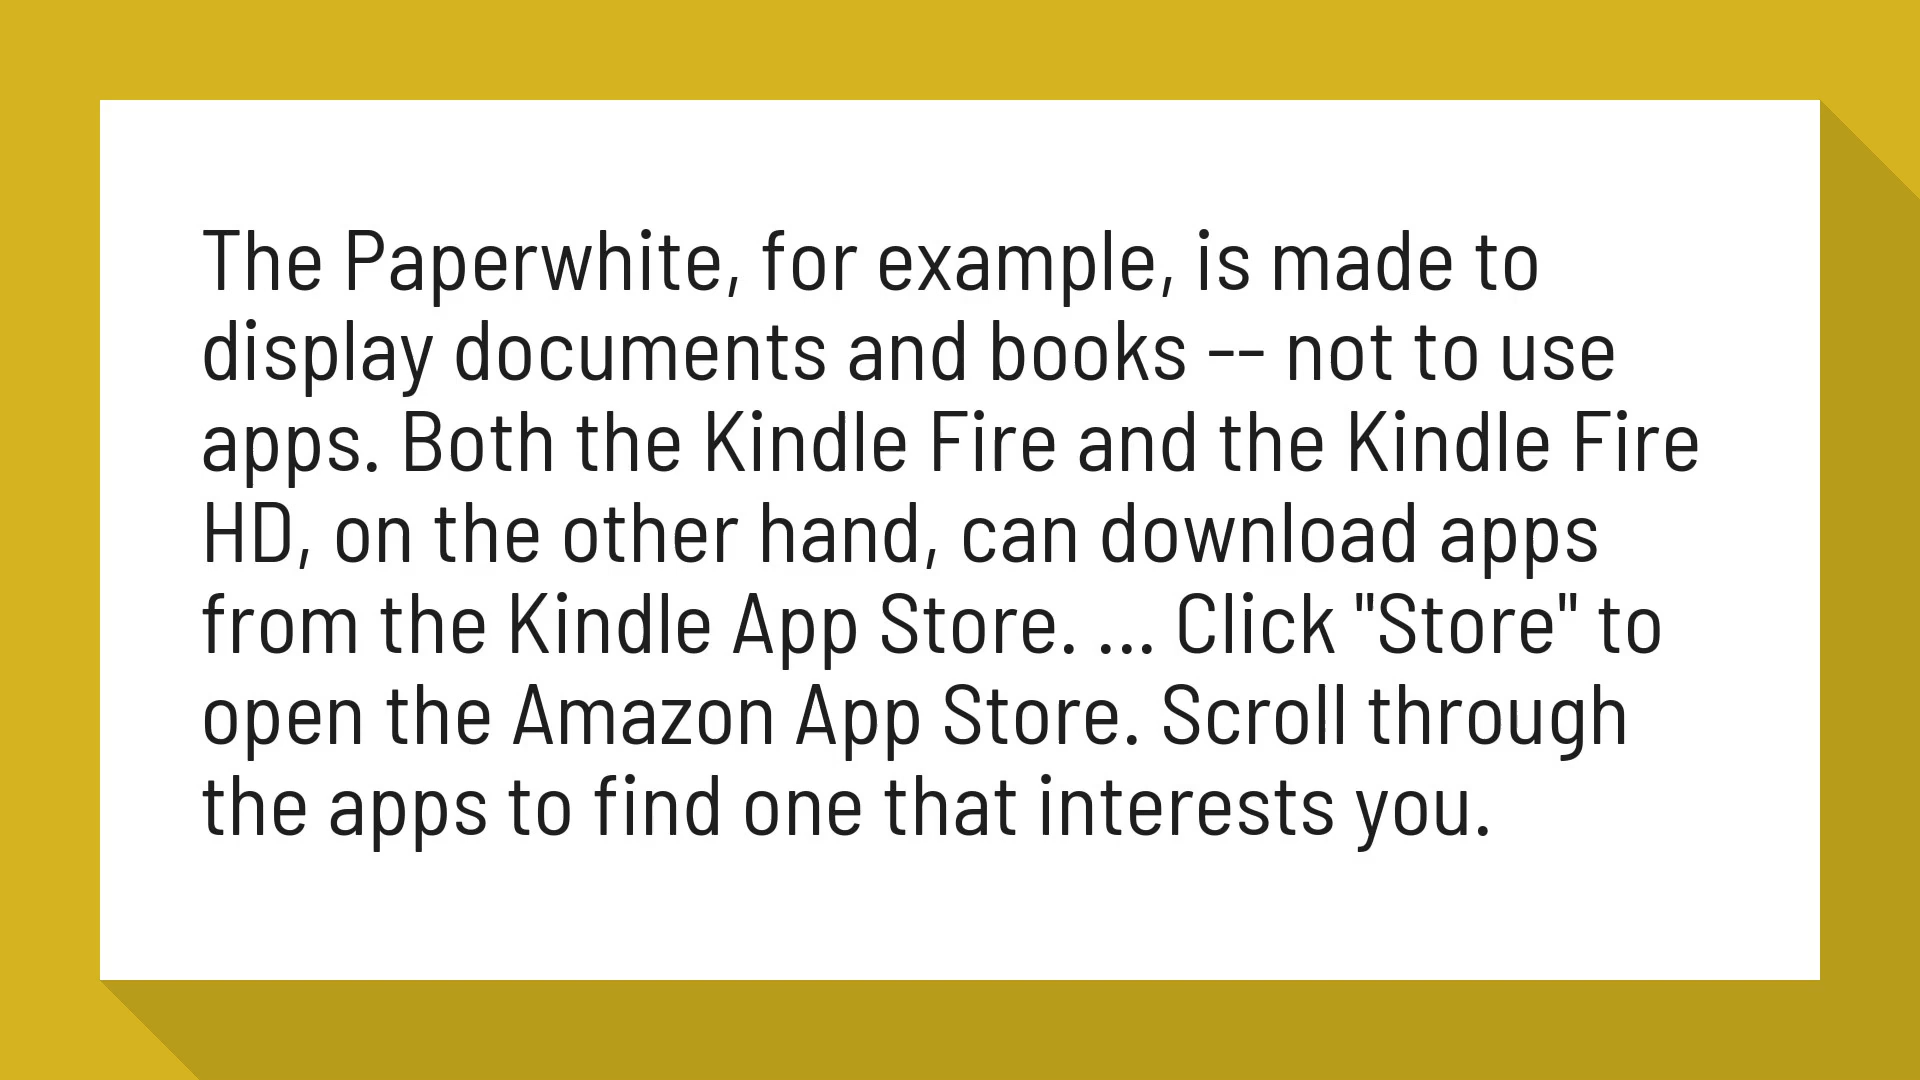 The Paperwhite, for example, is made to
display documents and books -- not to use
apps. Both the Kindle Fire and the Kindle Fire
HD, on the other hand, can download apps
from the Kindle App Store. ... Click "Store" to
open the Amazon App Store. Scroll through
the apps to find one that interests you.